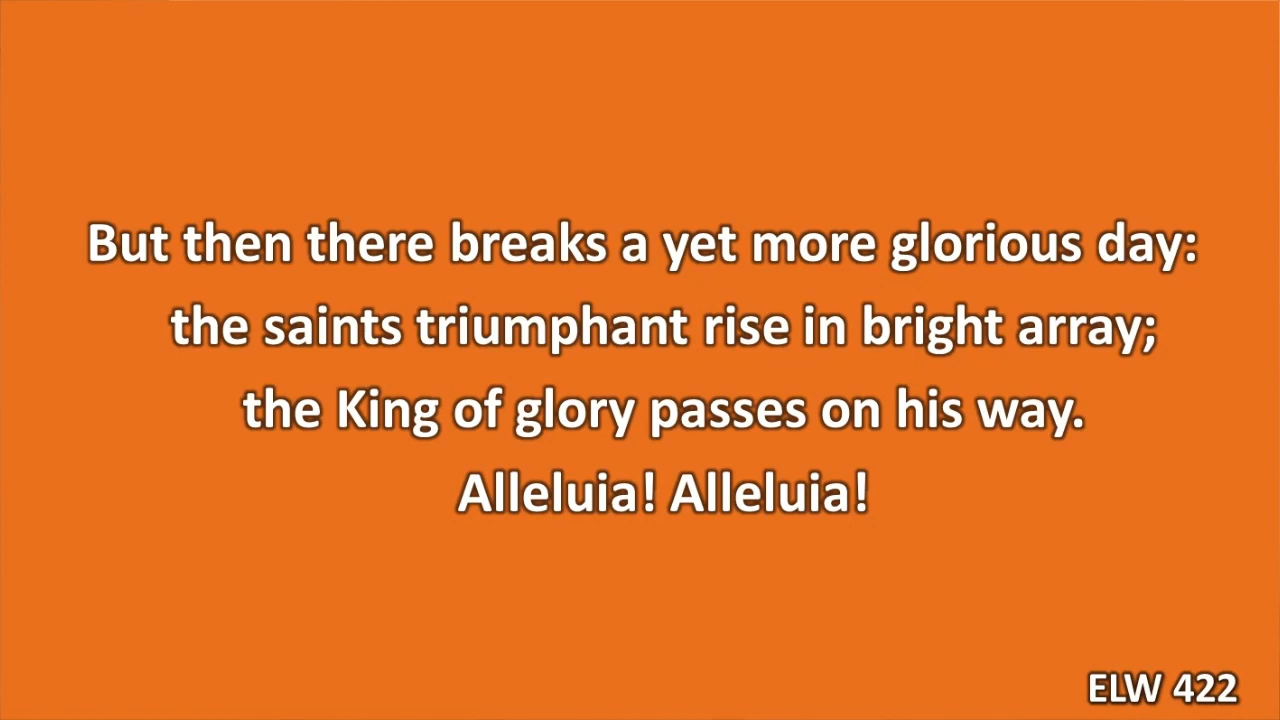 But then there breaks a yet more glorious day:
the saints triumphant rise in bright array;
the King of glory passes on his way.
Alleluia! Alleluia!
ELW 422